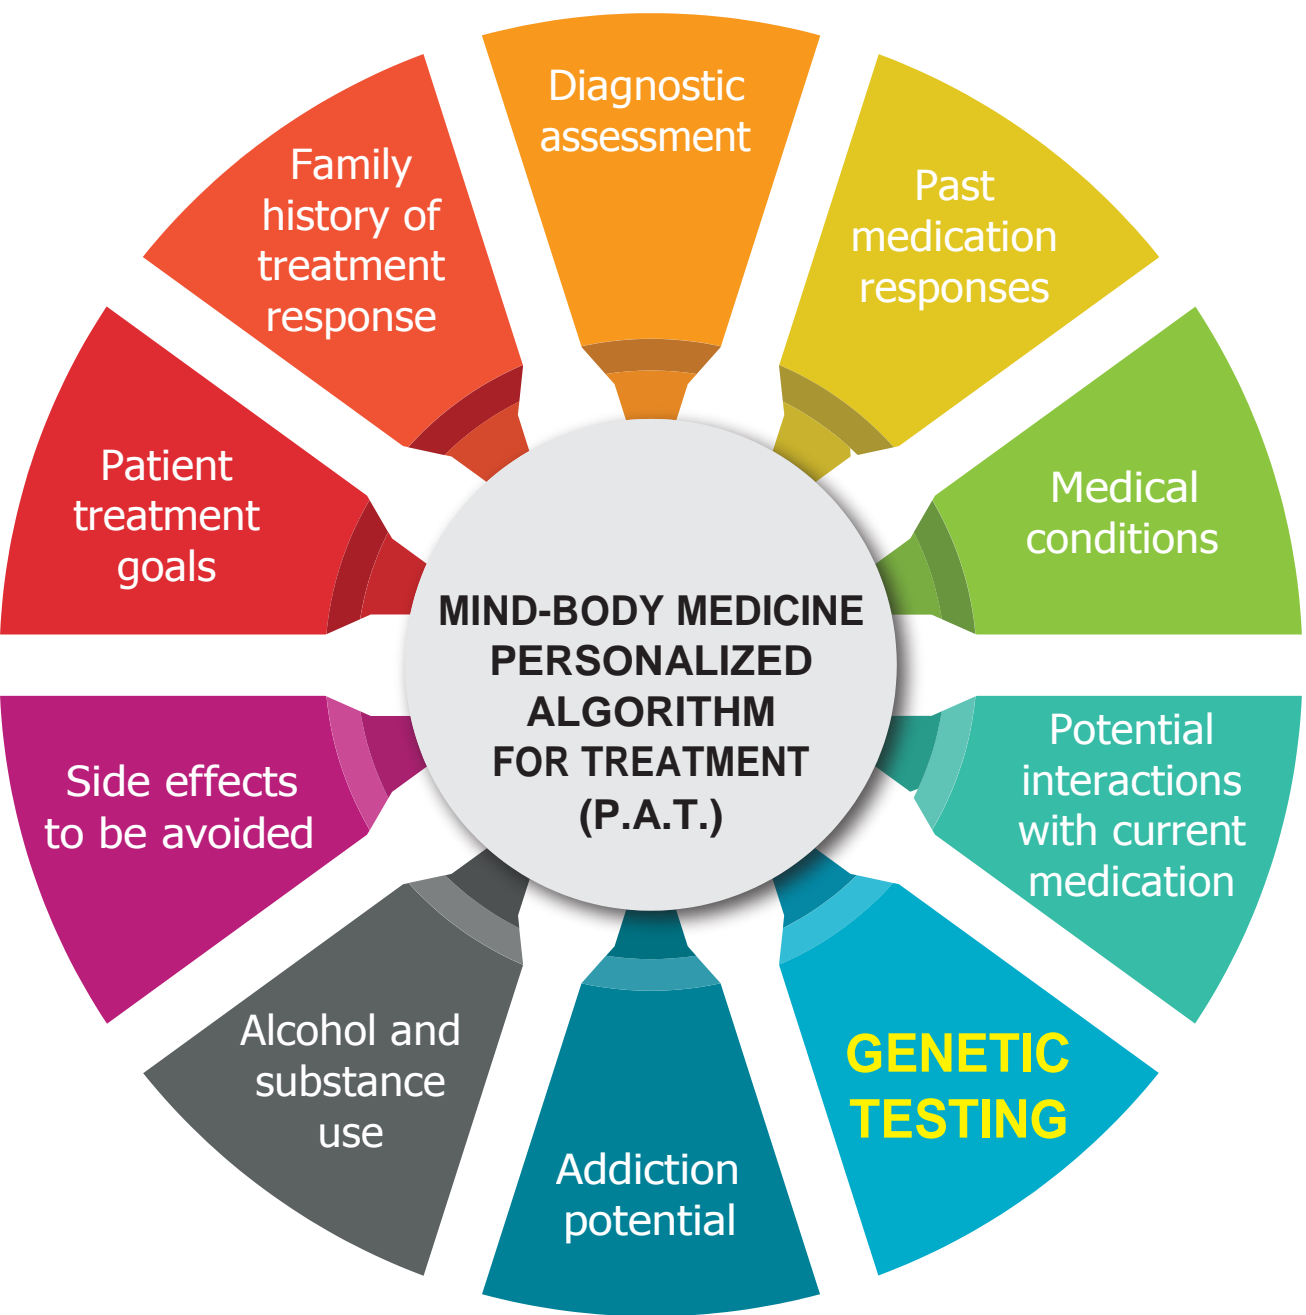 Diagnostic
assessment
Past
medication
responses
Medical
conditions
Potential
interactions
with current
medication
GENETIC
TESTING
Addiction
potential
Alcohol and
substance
use
Side effects
to be avoided
Patient
treatment
goals
Family
history of
treatment
response
MIND-BODY MEDICINE
PERSONALIZED
ALGORITHM
FOR TREATMENT
(P.A.T.)